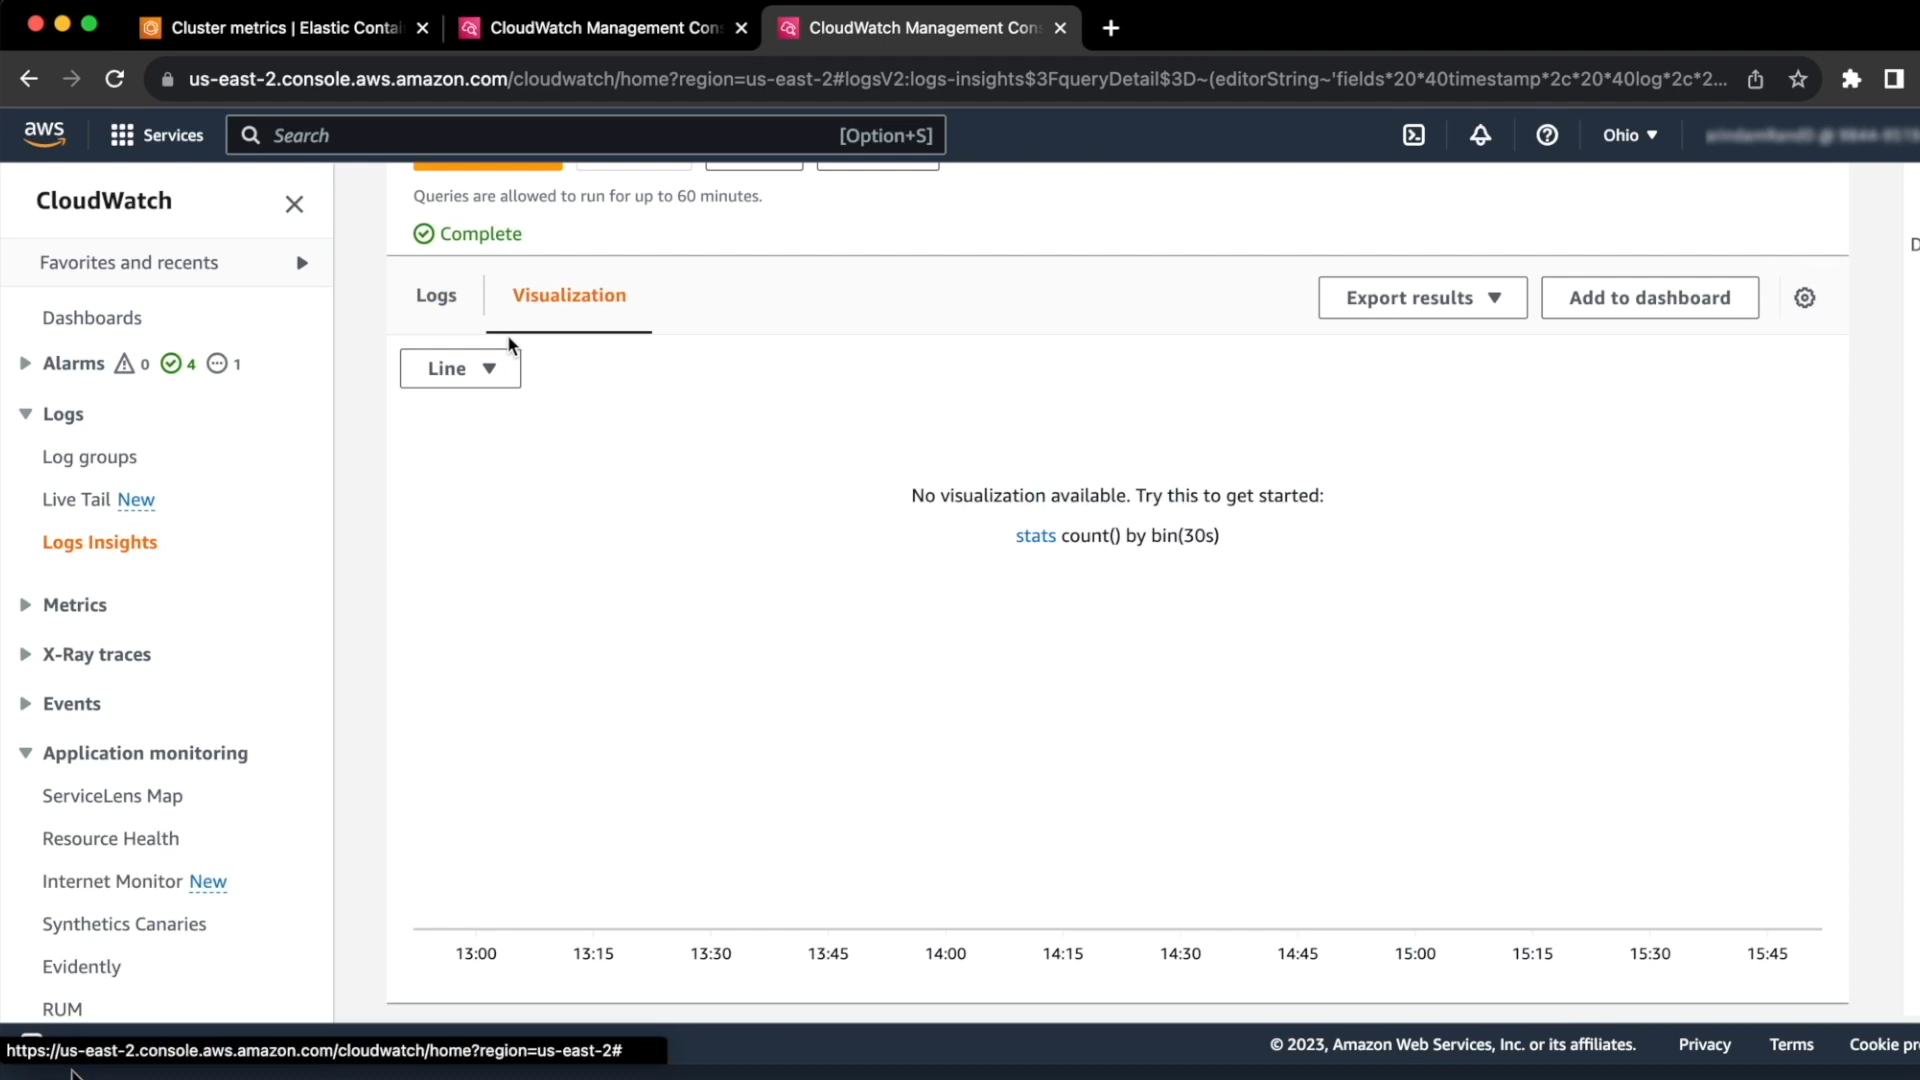 Cluster metrics | Elastic Contai
CloudWatch Management Con
CloudWatch Management Con
us-east-2.console.aws.amazon.com/cloudwatch/home?region=us-east-2#logsV2:logs-insights$3FqueryDetail$3D~(editorString~'fields*20*40timestamp*2c*20*40log*2c*2...
aws
Services
Search
[Option+S]
Ohio
CloudWatch
Favorites and recents
Dashboards
Alarms 0 4 1
Logs
Log groups
Live Tail New
Logs Insights
Metrics
X-Ray traces
Events
Application monitoring
ServiceLens Map
Resource Health
Internet Monitor New
Synthetics Canaries
Evidently
RUM
Queries are allowed to run for up to 60 minutes.
Complete
Logs
Visualization
Export results
Add to dashboard
Line
No visualization available. Try this to get started:
stats count() by bin(30s)
13:00 13:15 13:30 13:45 14:00 14:15 14:30 14:45 15:00 15:15 15:30 15:45
https://us-east-2.console.aws.amazon.com/cloudwatch/home?region=us-east-2#
© 2023, Amazon Web Services, Inc. or its affiliates.
Privacy
Terms
Cookie pr